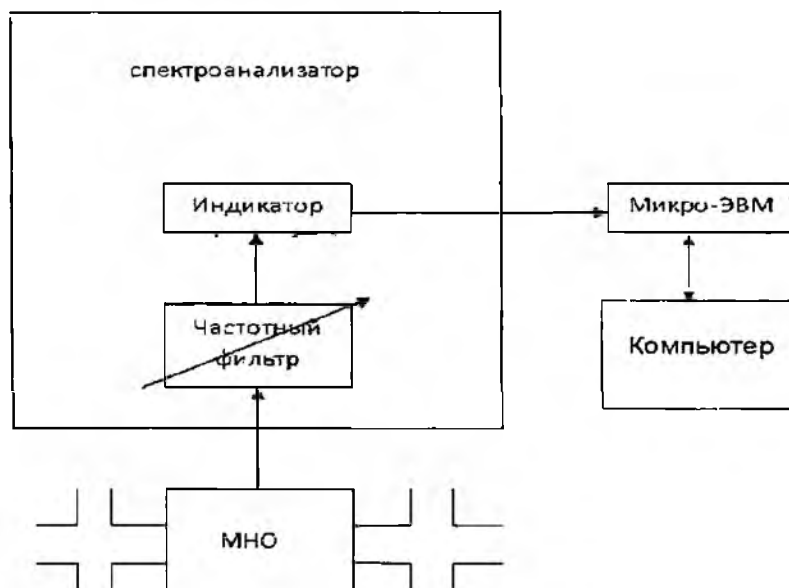 спектроанализатор
Индикатор
Микро-ЭВМ
Частотный
фильтр
Компьютер
МНО